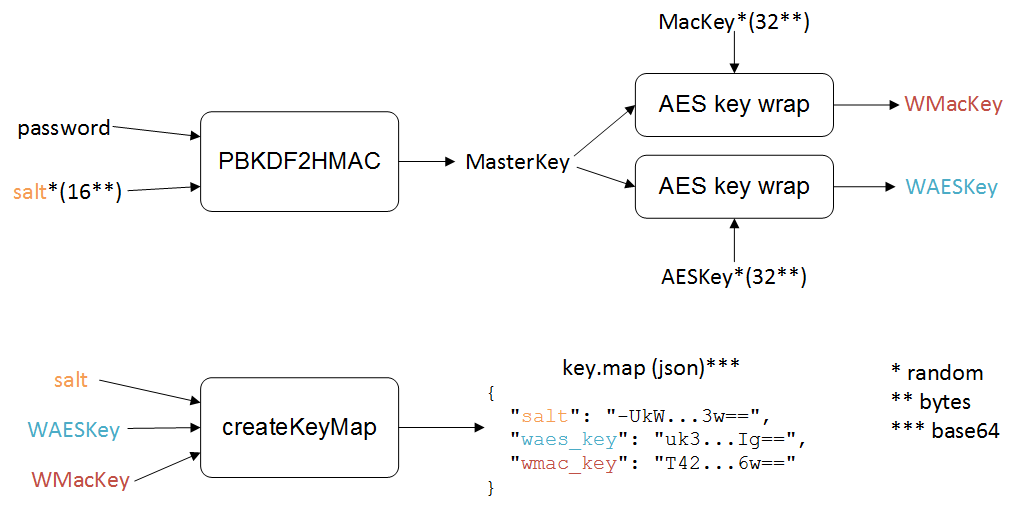 MacKey*(32**)
AES key wrap
WMacKey
password
PBKDF2HMAC
MasterKey
salt*(16**)
AES key wrap
WAESKey
AESKey*(32**)
salt
WAESKey
WMacKey
createKeyMap
key.map (json)***
{
"salt": "-UkW...3w==",
"waes_key": "uk3...Ig==",
"wmac_key": "T42...6w=="
}
* random
** bytes
*** base64